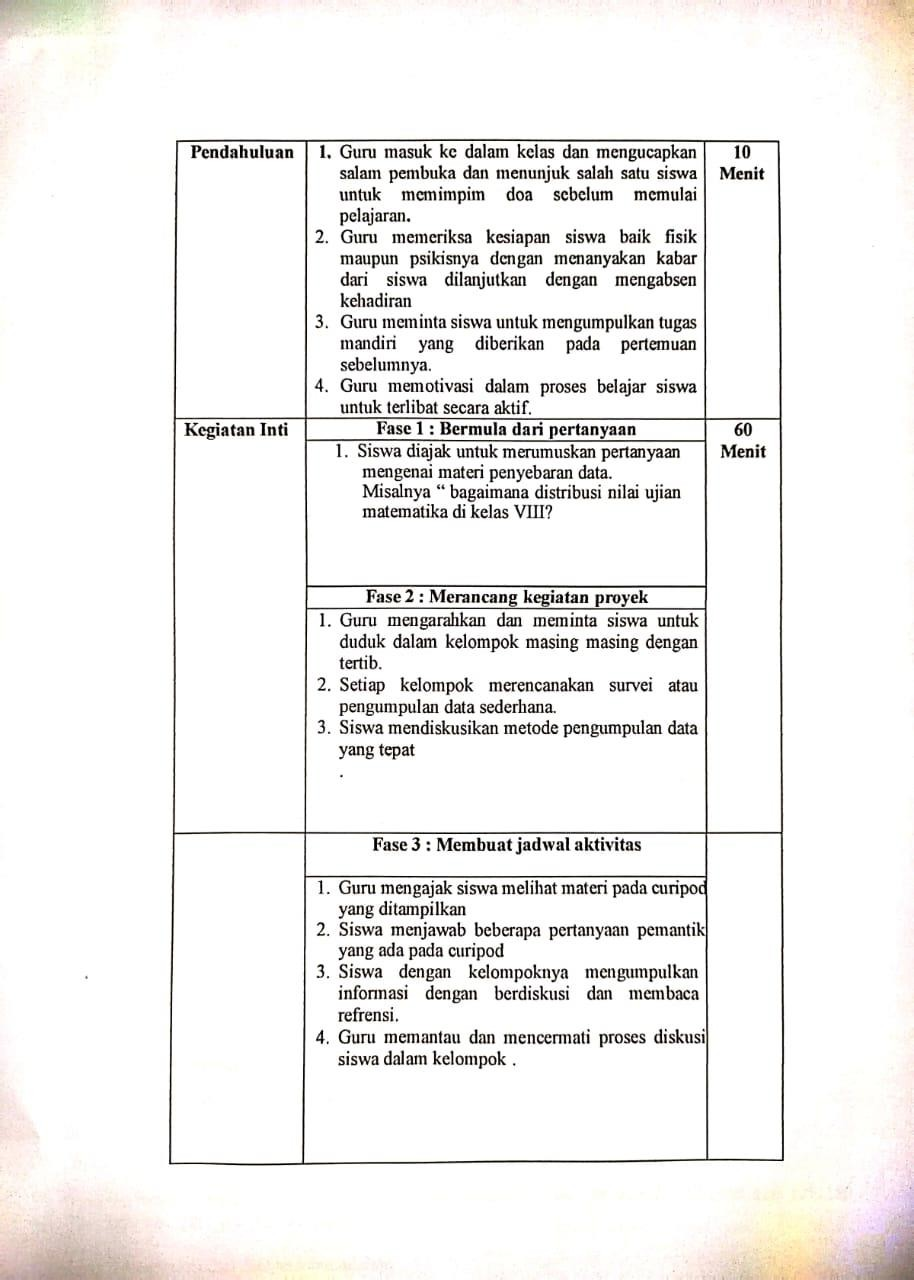 Pendahuluan
1. Guru masuk ke dalam kelas dan mengucapkan
salam pembuka dan menunjuk salah satu siswa
untuk memimpim doa sebelum memulai
pelajaran.
2. Guru memeriksa kesiapan siswa baik fisik
maupun psikisnya dengan menanyakan kabar
dari siswa dilanjutkan dengan mengabsen
kehadiran
3. Guru meminta siswa untuk mengumpulkan tugas
mandiri yang diberikan pada pertemuan
sebelumnya.
4. Guru memotivasi dalam proses belajar siswa
untuk terlibat secara aktif.
10
Menit
Kegiatan Inti
Fase 1 : Bermula dari pertanyaan
1. Siswa diajak untuk merumuskan pertanyaan
mengenai materi penyebaran data.
Misalnya “ bagaimana distribusi nilai ujian
matematika di kelas VIII?
60
Menit
Fase 2 : Merancang kegiatan proyek
1. Guru mengarahkan dan meminta siswa untuk
duduk dalam kelompok masing masing dengan
tertib.
2. Setiap kelompok merencanakan survei atau
pengumpulan data sederhana.
3. Siswa mendiskusikan metode pengumpulan data
yang tepat
.
Fase 3 : Membuat jadwal aktivitas
1. Guru mengajak siswa melihat materi pada curipod
yang ditampilkan
2. Siswa menjawab beberapa pertanyaan pemantik
yang ada pada curipod
3. Siswa dengan kelompoknya mengumpulkan
informasi dengan berdiskusi dan membaca
refrensi.
4. Guru memantau dan mencermati proses diskusi
siswa dalam kelompok .